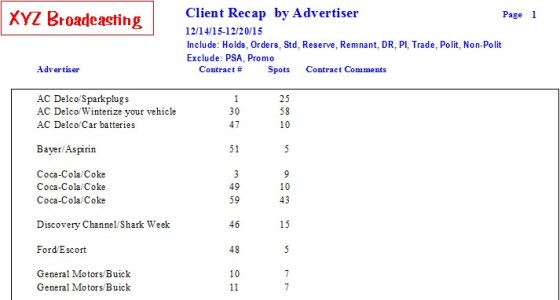 XYZ Broadcasting
Client Recap by Advertiser
Page 1
12/14/15-12/20/15
Include: Holds, Orders, Std, Reserve, Remnant, DR, PI, Trade, Polit, Non-Polit
Exclude: PSA, Promo
Advertiser Contract # Spots Contract Comments
AC Delco/Sparkplugs 1 25
AC Delco/Winterize your vehicle 30 58
AC Delco/Car batteries 47 10
Bayer/Aspirin 51 5
Coca-Cola/Coke 3 9
Coca-Cola/Coke 49 10
Coca-Cola/Coke 59 43
Discovery Channel/Shark Week 46 15
Ford/Escort 48 5
General Motors/Buick 10 7
General Motors/Buick 11 7